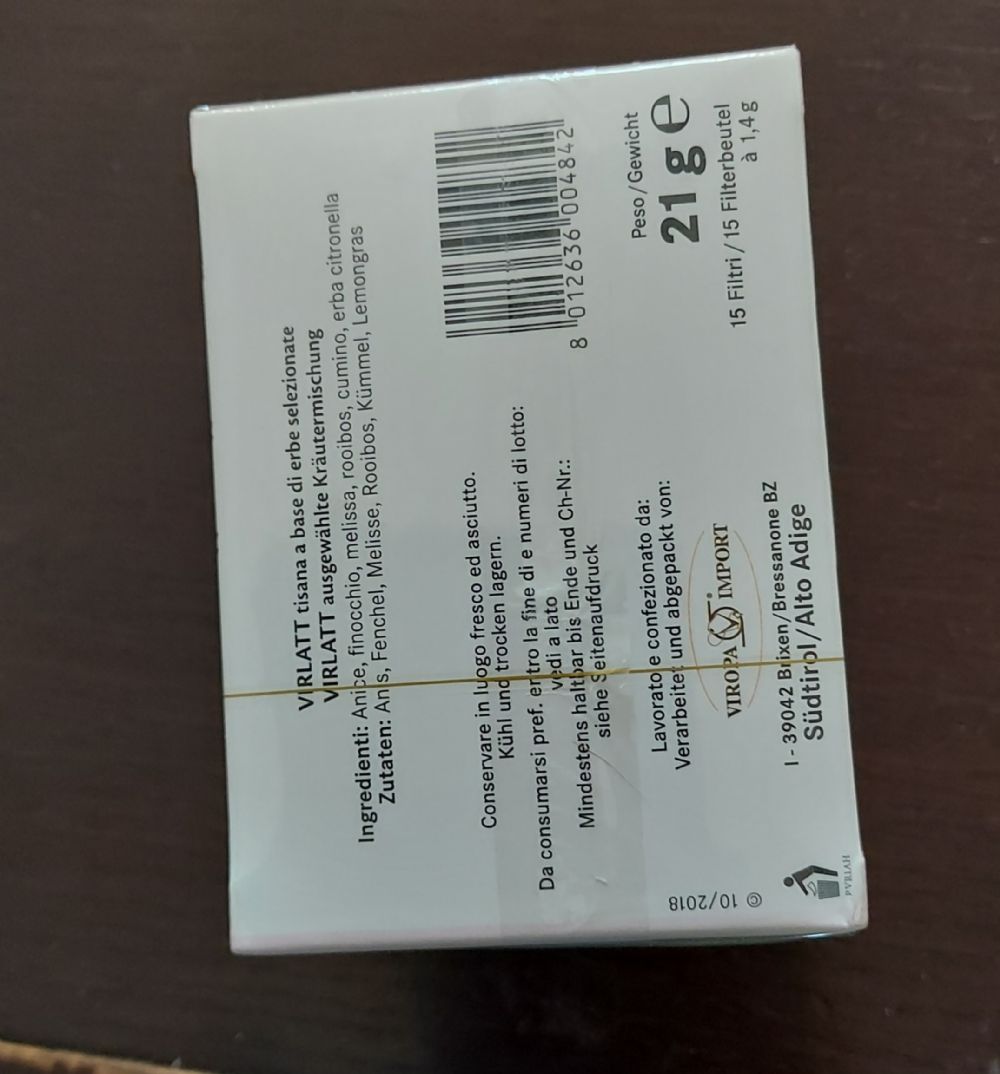 VIRLATT tisana a base di erbe selezionate
VIRLATT ausgewählte Kräutermischung
Ingredienti: Anice, finocchio, melissa, rooibos, cumino, erba citronella
Zutaten: Anis, Fenchel, Melisse, Rooibos, Kümmel, Lemongras
Conservare in luogo fresco ed asciutto.
Kühl und trocken lagern.
Da consumarsi pref. entro la fine di e numeri di lotto:
vedi a lato
Mindestens haltbar bis Ende und Ch-Nr.:
siehe Seitenaufdruck
8 012636 004842
Lavorato e confezionato da:
Verarbeitet und abgepackt von:
VIROPA IMPORT
I - 39042 Brixen/Bressanone BZ
Südtirol/Alto Adige
Peso/Gewicht
21 g e
15 Filtri/15 Filterbeutel
à 1,4 g
© 10/2018
PVRIAH